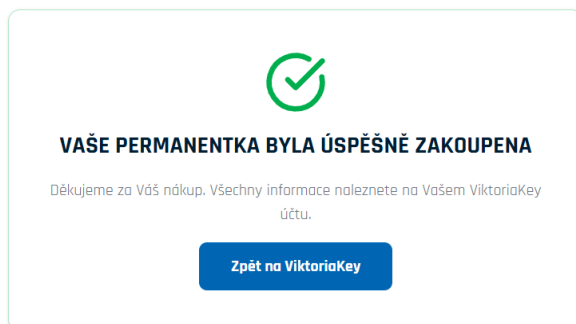 VAŠE PERMANENTKA BYLA ÚSPĚŠNĚ ZAKOUPENA
Děkujeme za Váš nákup. Všechny informace naleznete na Vašem ViktoriaKey
účtu.
Zpět na ViktoriaKey